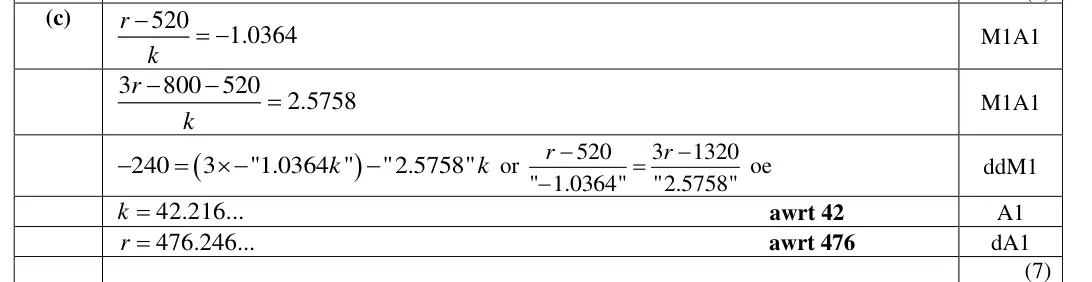 (c) (r − 520)/k = −1.0364 M1A1
(3r − 800 − 520)/k = 2.5758 M1A1
−240 = (3 × −"1.0364k") − "2.5758"k or (r − 520)/("−1.0364") = (3r − 1320)/("2.5758") oe ddM1
k = 42.216... awrt 42 A1
r = 476.246... awrt 476 dA1
(7)